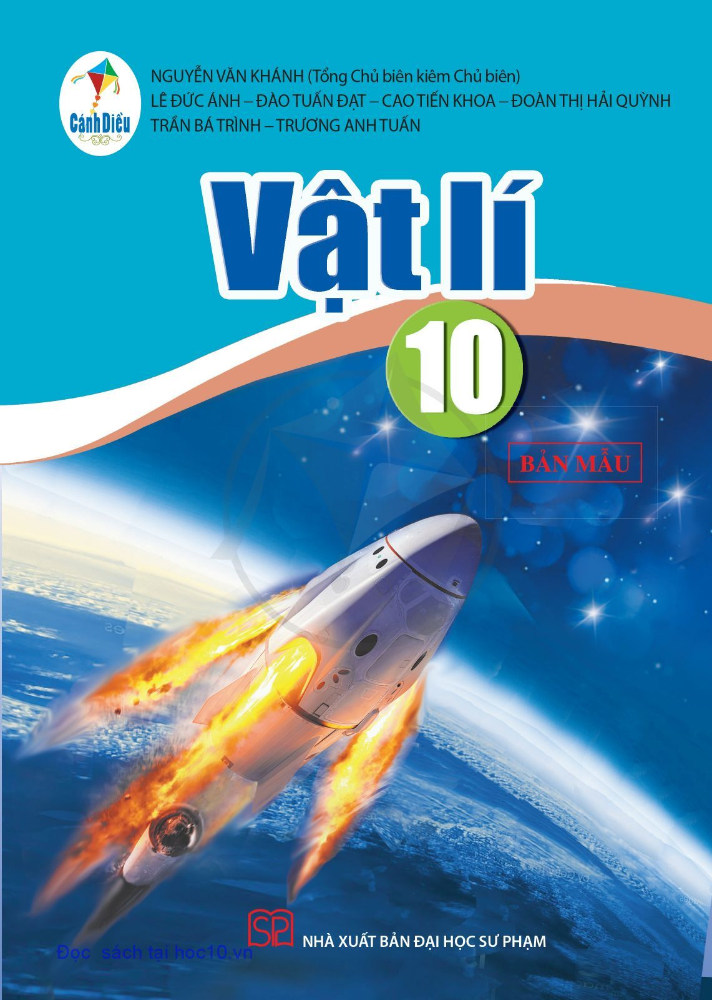 Cánh Diều
NGUYỄN VĂN KHÁNH (Tổng Chủ biên kiêm Chủ biên)
LÊ ĐỨC ÁNH – ĐÀO TUẤN ĐẠT – CAO TIẾN KHOA – ĐOÀN THỊ HẢI QUỲNH
TRẦN BÁ TRÌNH – TRƯƠNG ANH TUẤN
Vật lí
10
BẢN MẪU
SP
NHÀ XUẤT BẢN ĐẠI HỌC SƯ PHẠM
Đọc sách tại hoc10.vn